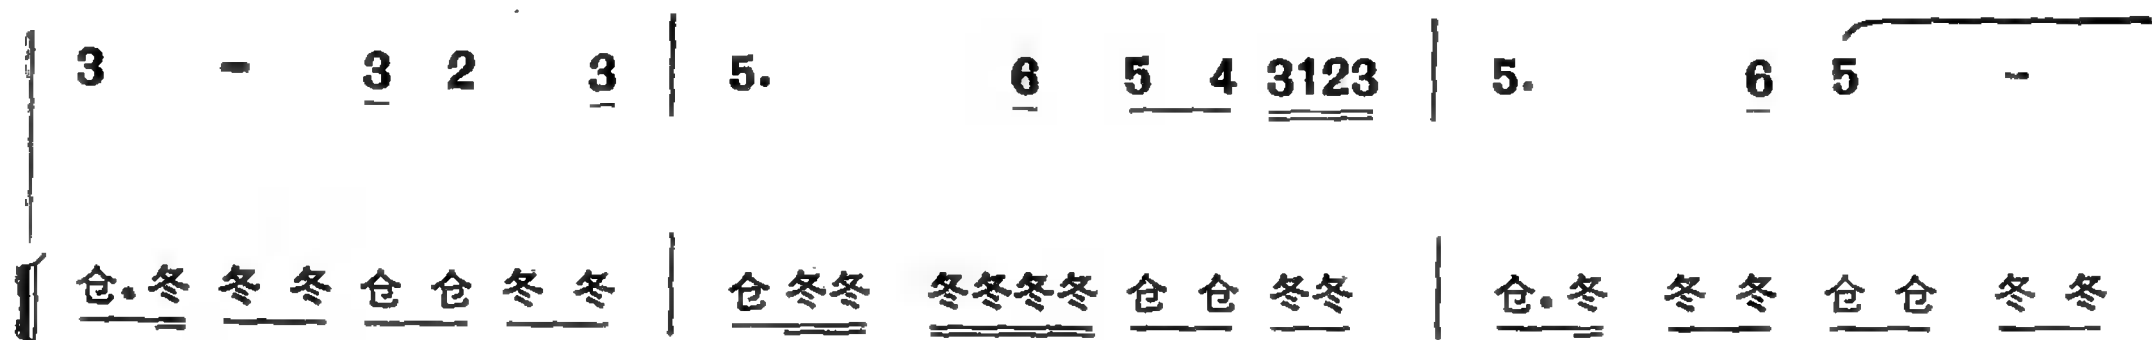 3 - 3 2 3 | 5. 6 5 4 3123 | 5. 6 5 -
仓. 冬 冬 冬 仓 仓 冬 冬 | 仓 冬冬 冬冬冬冬 仓 仓 冬冬 | 仓. 冬 冬 冬 仓 仓 冬 冬